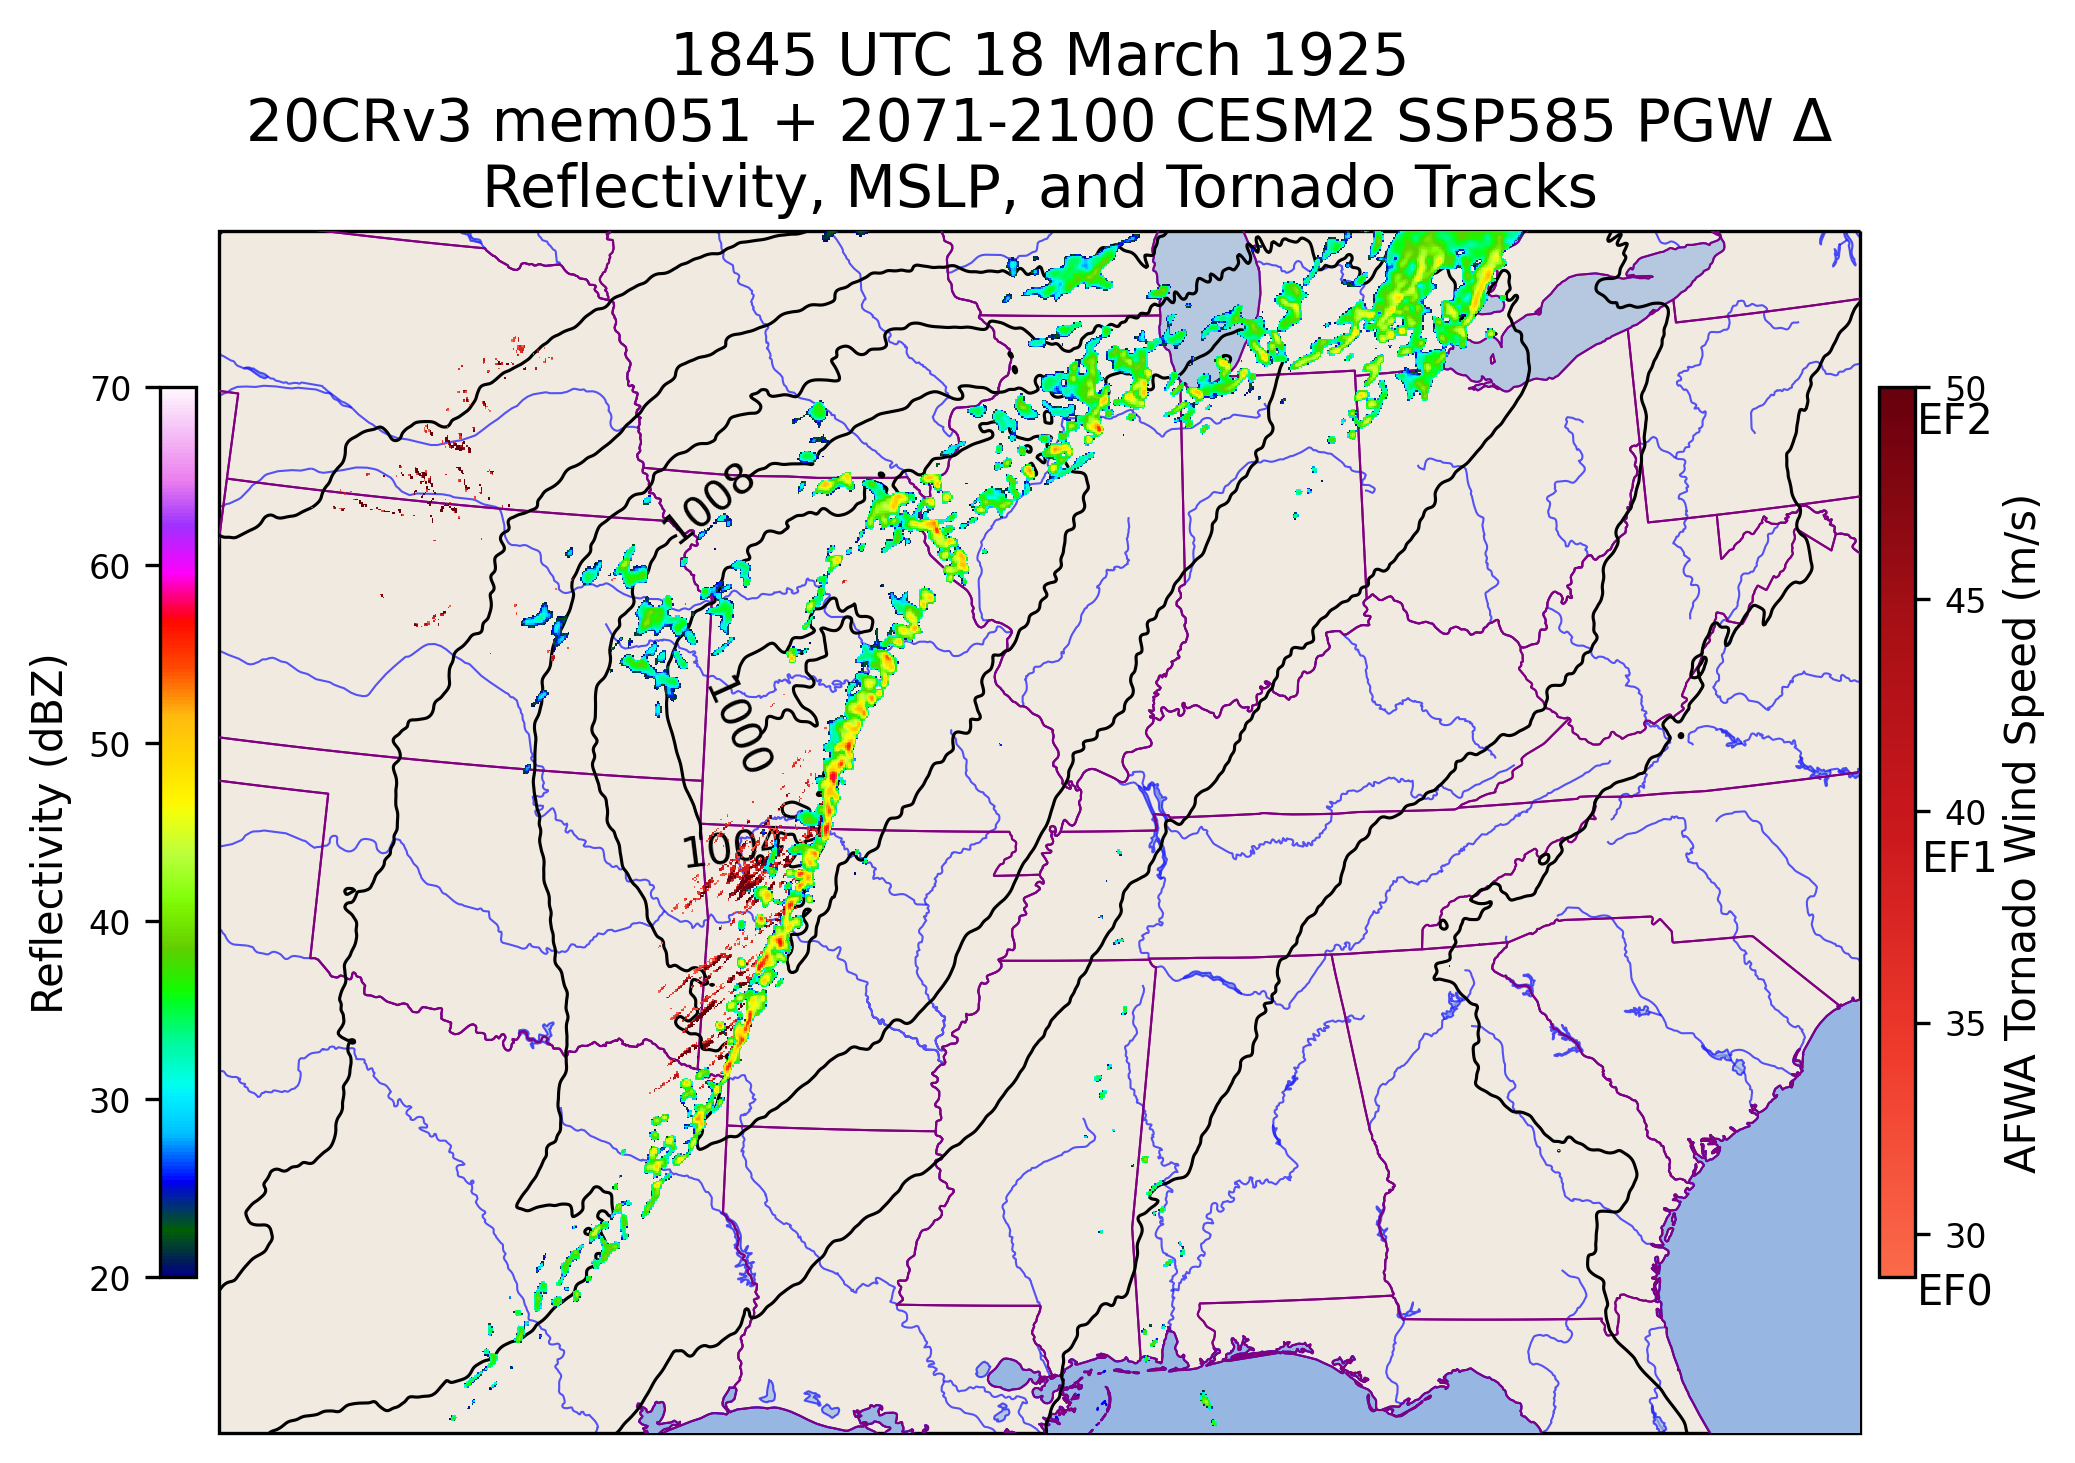 1845 UTC 18 March 1925
20CRv3 mem051 + 2071-2100 CESM2 SSP585 PGW Δ
Reflectivity, MSLP, and Tornado Tracks
70
60
50
40
30
20
Reflectivity (dBZ)
1008
1000
1004
50
EF2
45
40
EF1
35
30
EF0
AFWA Tornado Wind Speed (m/s)